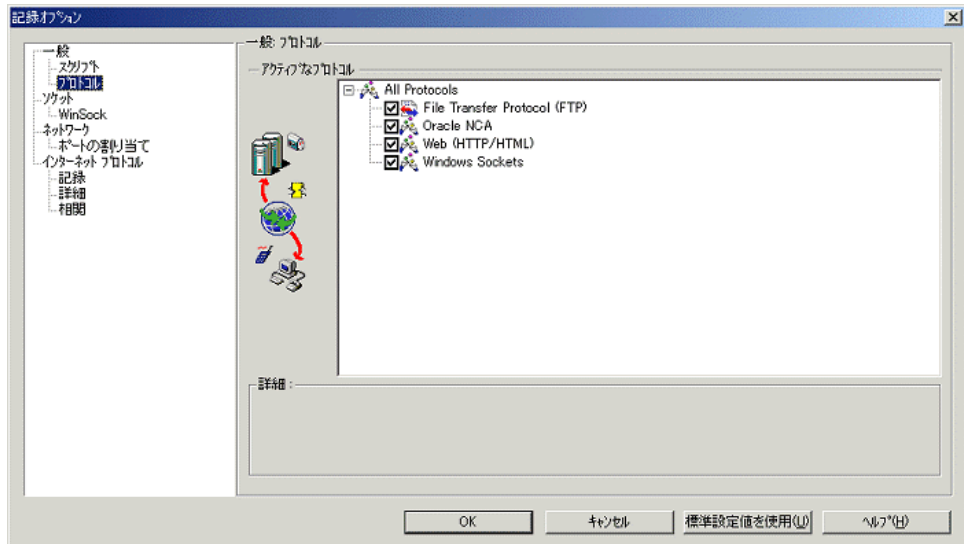 記録ｵﾌﾟｼｮﾝ
一般
ｽｸﾘﾌﾟﾄ
ﾌﾟﾛﾄｺﾙ
ｿｹｯﾄ
WinSock
ﾈｯﾄﾜｰｸ
ﾎﾟｰﾄの割り当て
ｲﾝﾀｰﾈｯﾄ ﾌﾟﾛﾄｺﾙ
記録
詳細
相関
一般: ﾌﾟﾛﾄｺﾙ
ｱｸﾃｨﾌﾞなﾌﾟﾛﾄｺﾙ
All Protocols
File Transfer Protocol (FTP)
Oracle NCA
Web (HTTP/HTML)
Windows Sockets
詳細 :
OK
ｷｬﾝｾﾙ
標準設定値を使用(U)
ﾍﾙﾌﾟ(H)